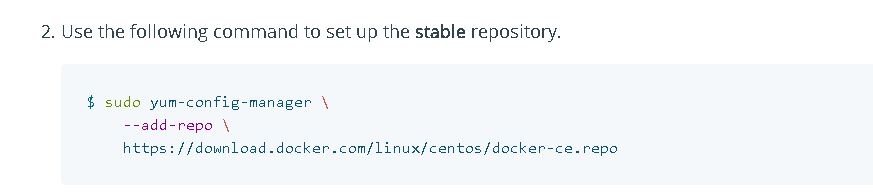 2. Use the following command to set up the stable repository.
$ sudo yum-config-manager \
--add-repo \
https://download.docker.com/linux/centos/docker-ce.repo